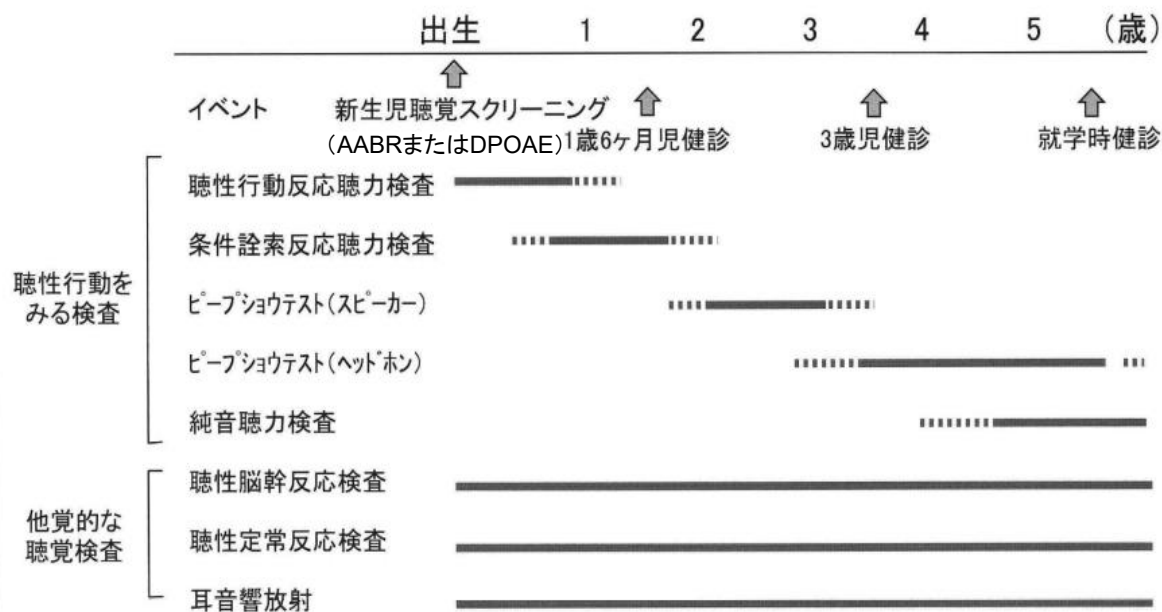 出生 1 2 3 4 5 (歳)
イベント
新生児聴覚スクリーニング
(AABRまたはDPOAE)
1歳6ヶ月児健診
3歳児健診
就学時健診
聴性行動を
みる検査
聴性行動反応聴力検査
条件詮索反応聴力検査
ピープショウテスト(スピーカー)
ピープショウテスト(ヘッドホン)
純音聴力検査
他覚的な
聴覚検査
聴性脳幹反応検査
聴性定常反応検査
耳音響放射